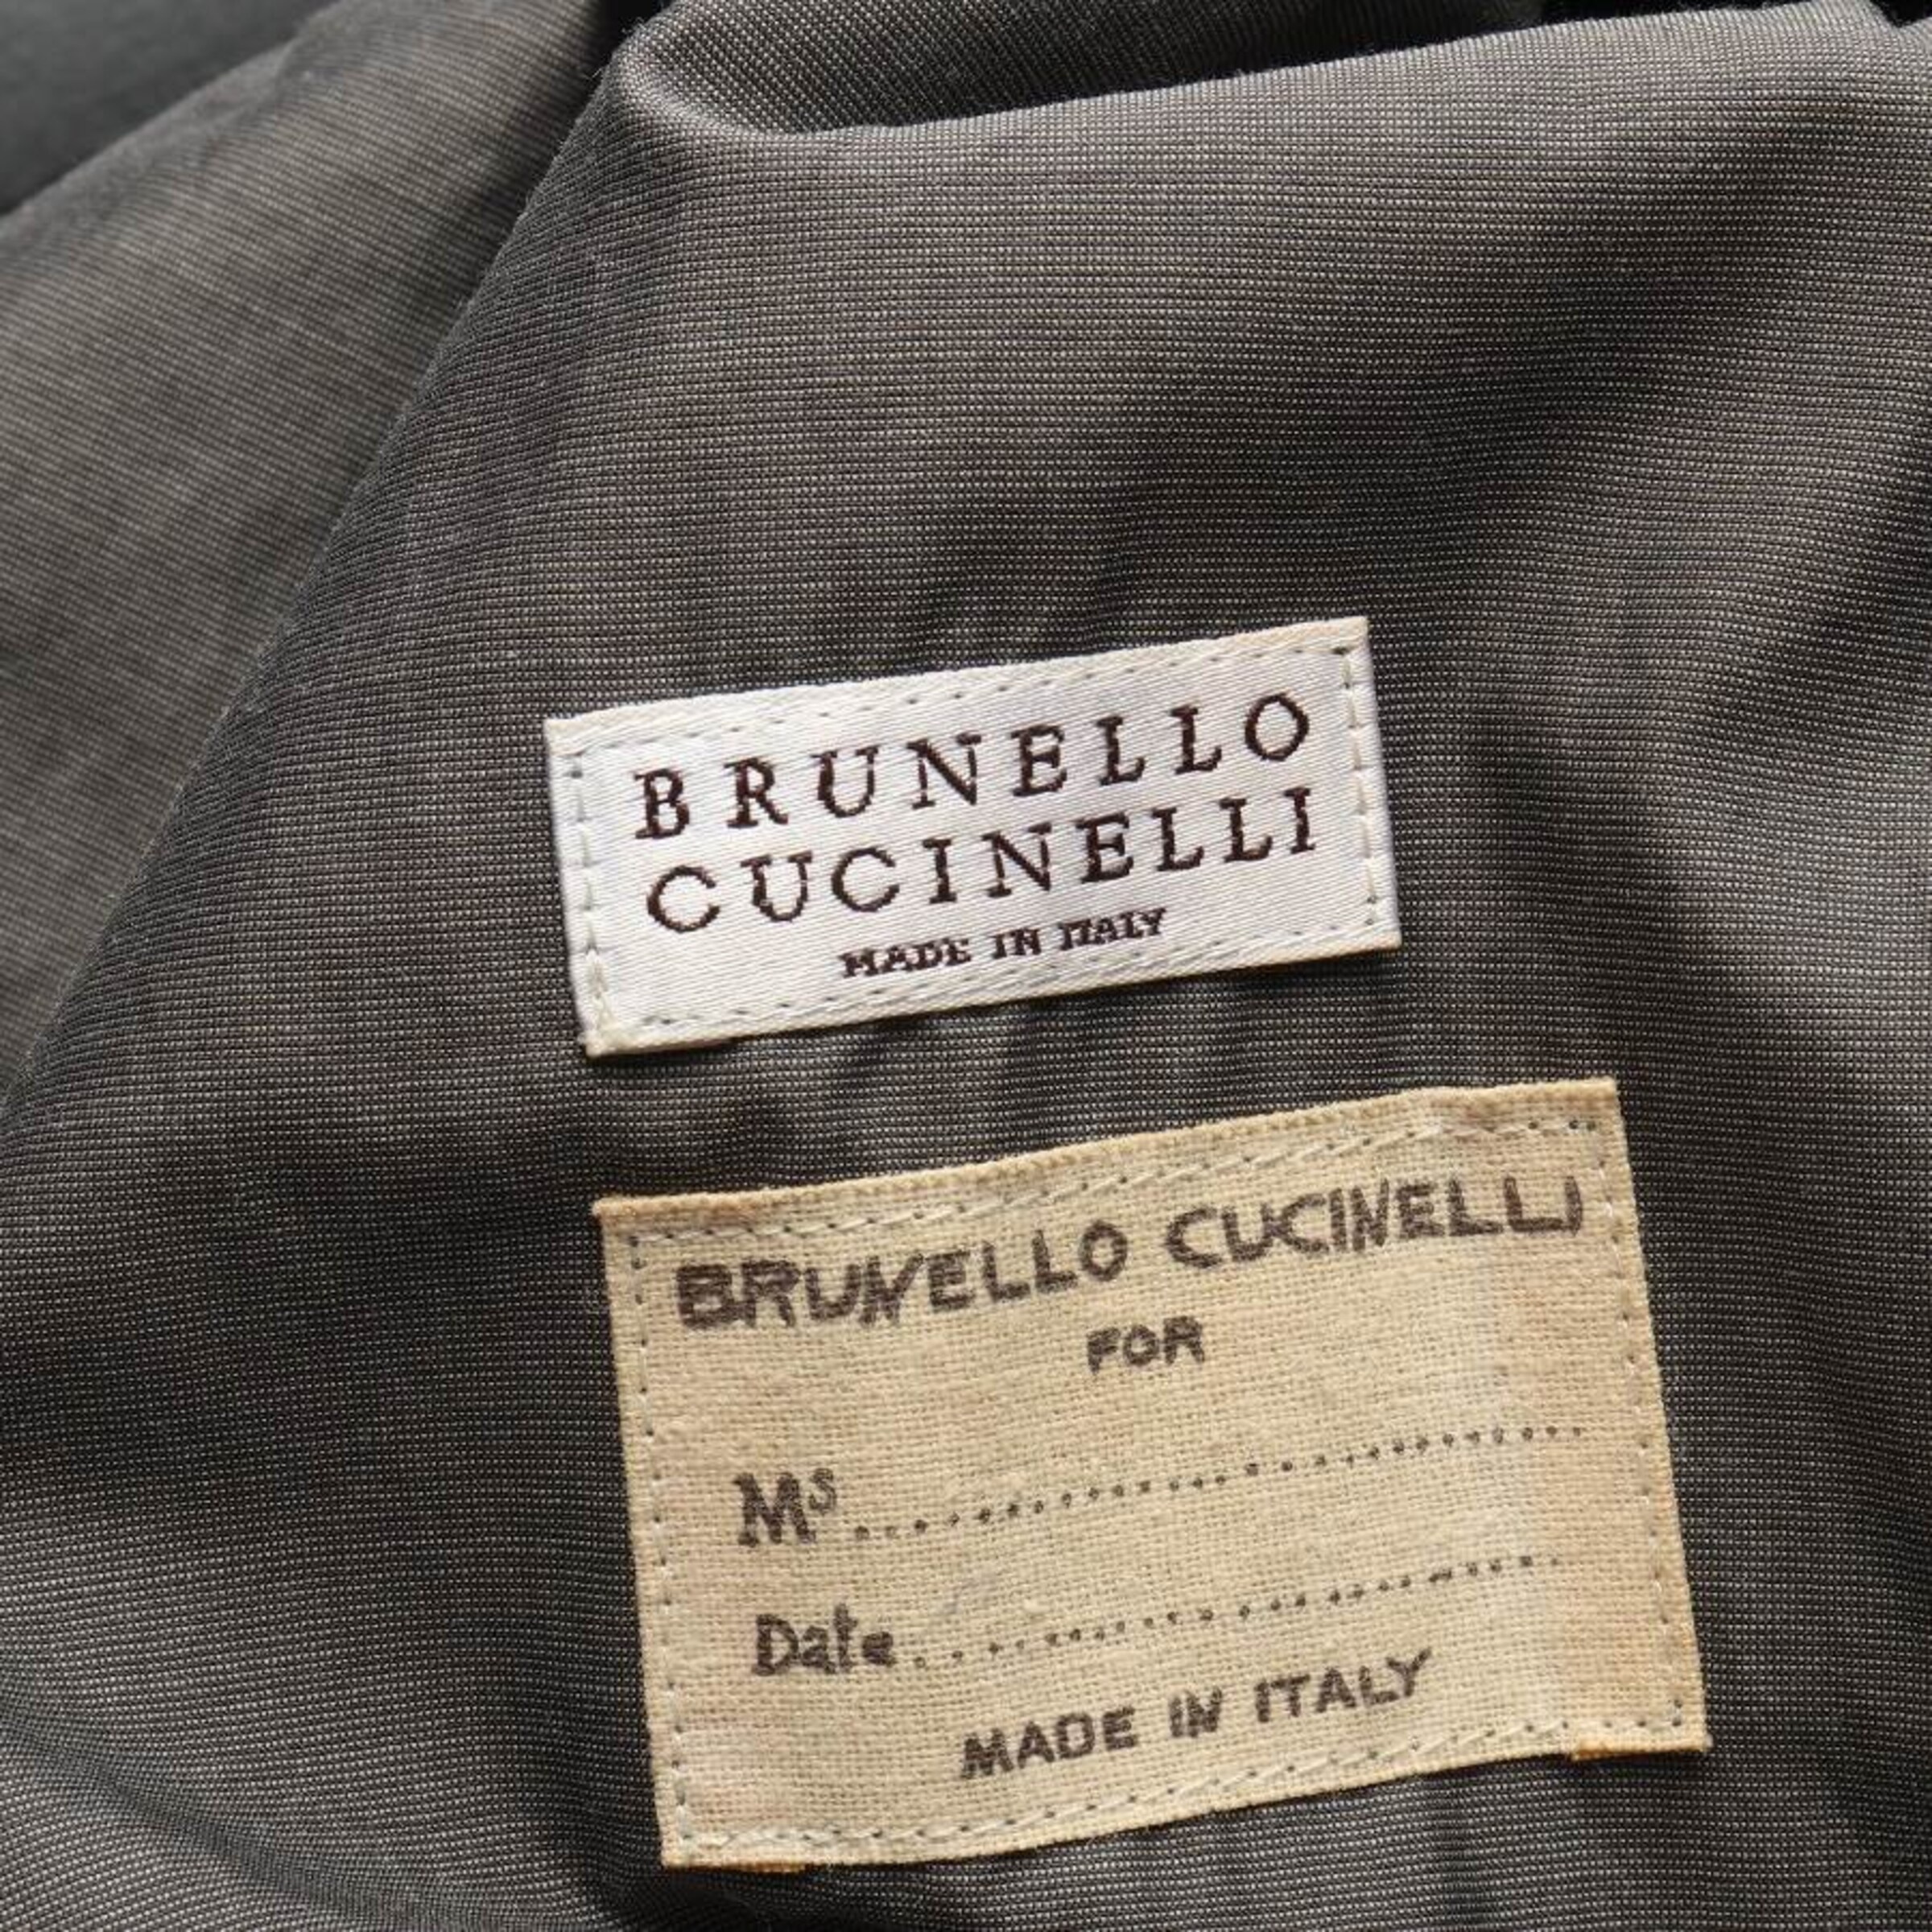 BRUNELLO
CUCINELLI
MADE IN ITALY
BRUNELLO CUCINELLI
FOR
Ms..............................
Date..............................
MADE IN ITALY